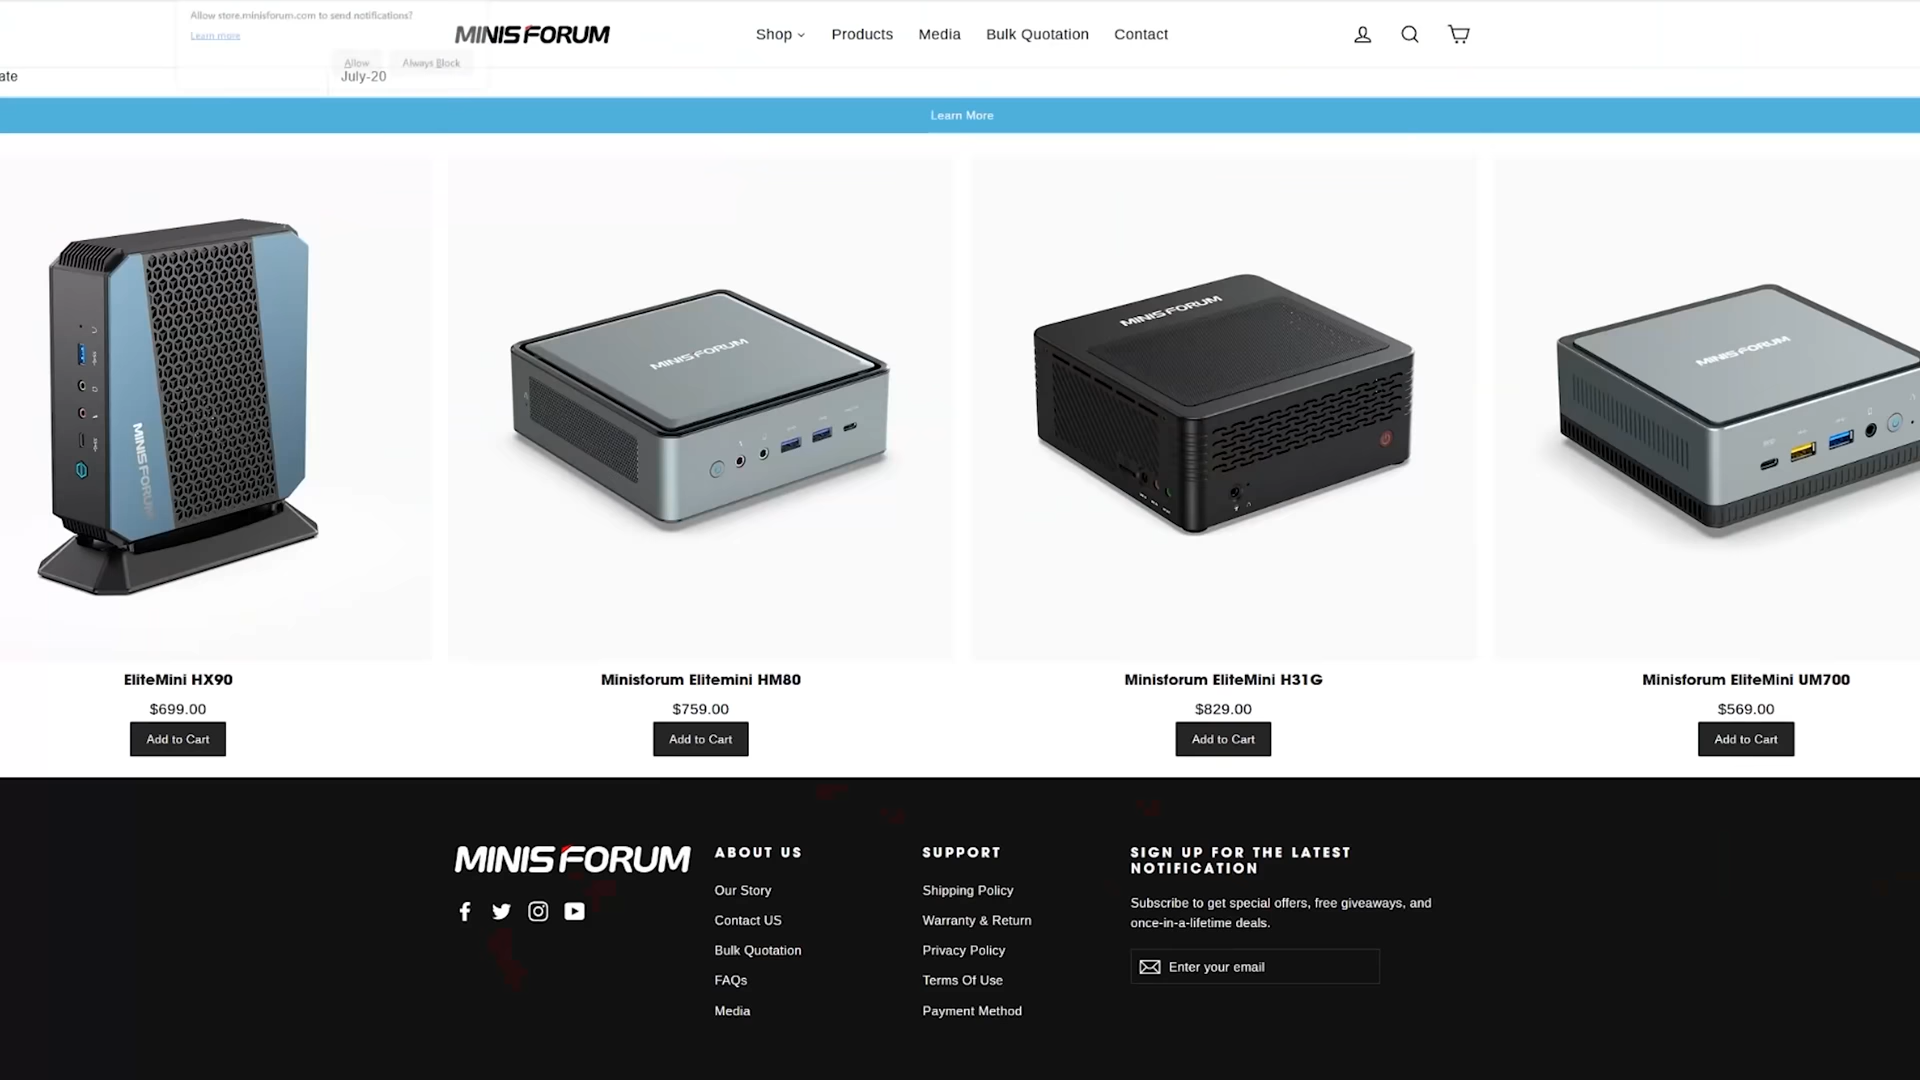 Allow store.minisforum.com to send notifications?
Learn more
Allow
Always Block
MINISFORUM
Shop
Products
Media
Bulk Quotation
Contact
ate
July-20
Learn More
MINISFORUM
MINISFORUM
MINISFORUM
MINISFORUM
EliteMini HX90
$699.00
Add to Cart
Minisforum Elitemini HM80
$759.00
Add to Cart
Minisforum EliteMini H31G
$829.00
Add to Cart
Minisforum EliteMini UM700
$569.00
Add to Cart
MINISFORUM
ABOUT US
Our Story
Contact US
Bulk Quotation
FAQs
Media
SUPPORT
Shipping Policy
Warranty & Return
Privacy Policy
Terms Of Use
Payment Method
SIGN UP FOR THE LATEST
NOTIFICATION
Subscribe to get special offers, free giveaways, and
once-in-a-lifetime deals.
Enter your email